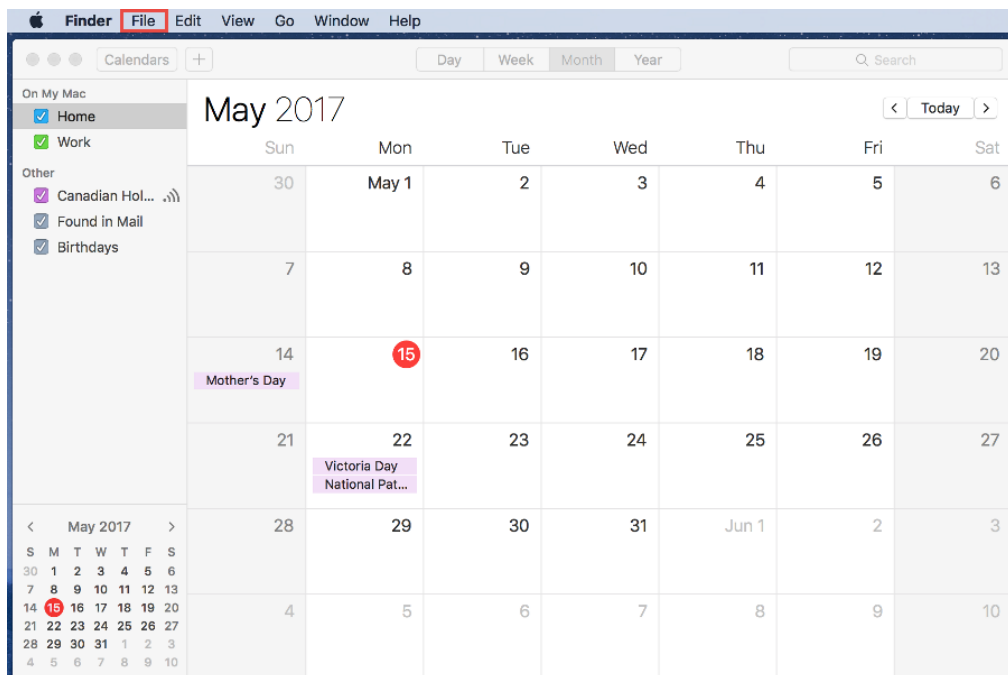 Finder File Edit View Go Window Help
Calendars + Day Week Month Year Search
On My Mac
Home
Work
Other
Canadian Hol...
Found in Mail
Birthdays
May 2017
S M T W T F S
30 1 2 3 4 5 6
7 8 9 10 11 12 13
14 15 16 17 18 19 20
21 22 23 24 25 26 27
28 29 30 31 1 2 3
4 5 6 7 8 9 10
May 2017
< Today >
Sun Mon Tue Wed Thu Fri Sat
30 May 1 2 3 4 5 6
7 8 9 10 11 12 13
14 15 16 17 18 19 20
Mother's Day
21 22 23 24 25 26 27
Victoria Day
National Pat...
28 29 30 31 Jun 1 2 3
4 5 6 7 8 9 10